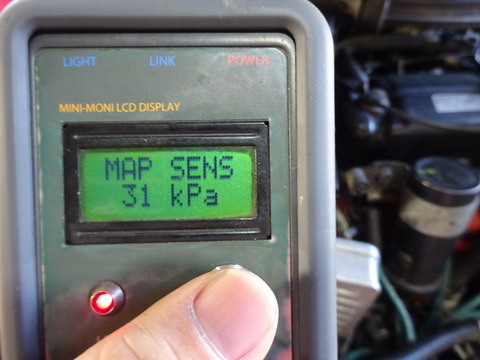 LIGHT LINK POWER
MINI-MONI LCD DISPLAY
MAP SENS
31 kPa